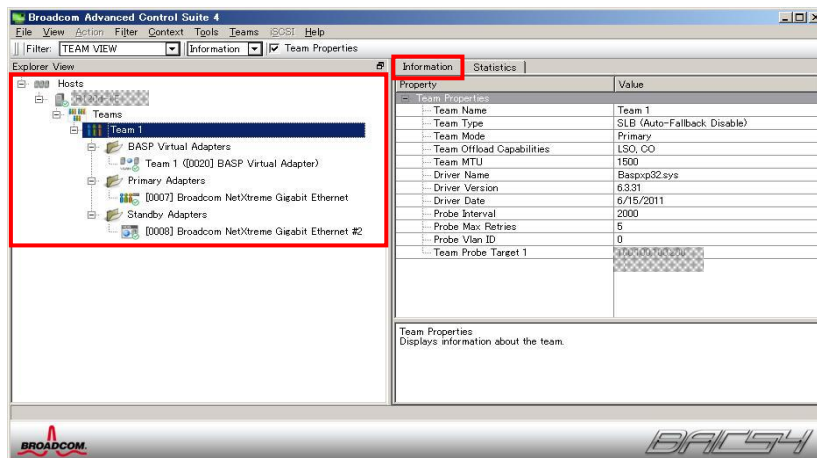 Broadcom Advanced Control Suite 4
File View Action Filter Context Tools Teams iSCSI Help
Filter: TEAM VIEW Information Team Properties
Explorer View
Hosts
Teams
Team 1
BASP Virtual Adapters
Team 1 ([0020] BASP Virtual Adapter)
Primary Adapters
[0007] Broadcom NetXtreme Gigabit Ethernet
Standby Adapters
[0008] Broadcom NetXtreme Gigabit Ethernet #2
Information Statistics
Property Value
Team Properties
Team Name Team 1
Team Type SLB (Auto-Fallback Disable)
Team Mode Primary
Team Offload Capabilities LSO, CO
Team MTU 1500
Driver Name Baspxp32.sys
Driver Version 6.3.31
Driver Date 6/15/2011
Probe Interval 2000
Probe Max Retries 5
Probe Vlan ID 0
Team Probe Target 1
Team Properties
Displays information about the team.
BROADCOM.
BACS4